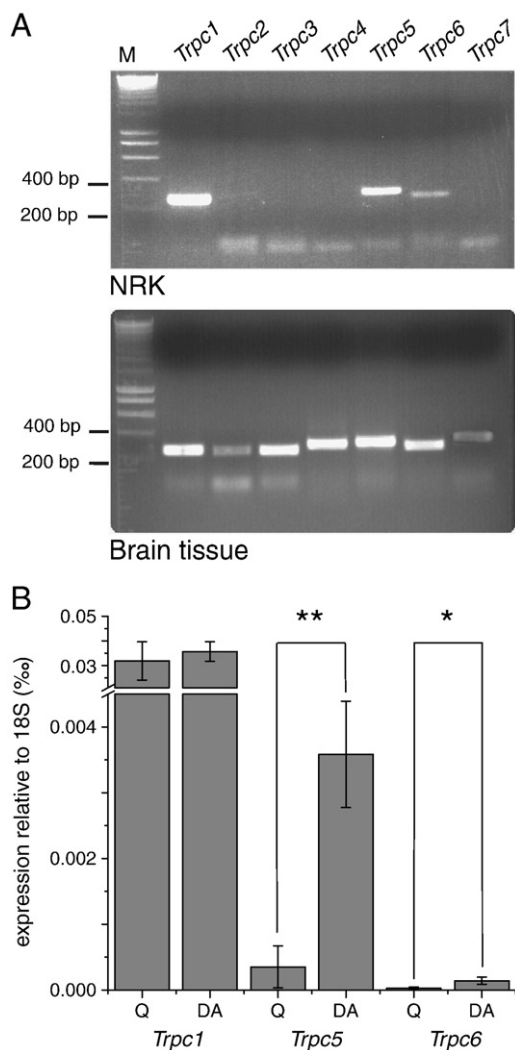 A
M Trpc1 Trpc2 Trpc3 Trpc4 Trpc5 Trpc6 Trpc7
400 bp
200 bp
NRK
400 bp
200 bp
Brain tissue
B
expression relative to 18S (‰)
0.05
0.03
0.004
0.002
0.000
** *
Q DA Q DA Q DA
Trpc1 Trpc5 Trpc6